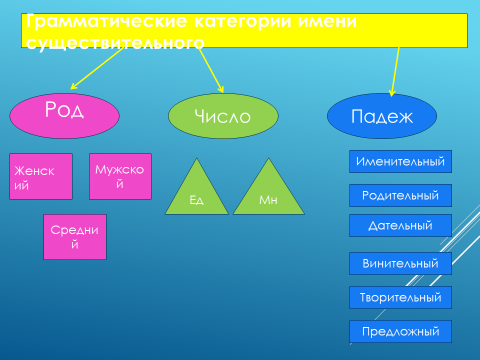 Грамматические категории имени
существительного
Род
Число
Падеж
Женск
ий
Мужско
й
Средни
й
Ед
Мн
Именительный
Родительный
Дательный
Винительный
Творительный
Предложный